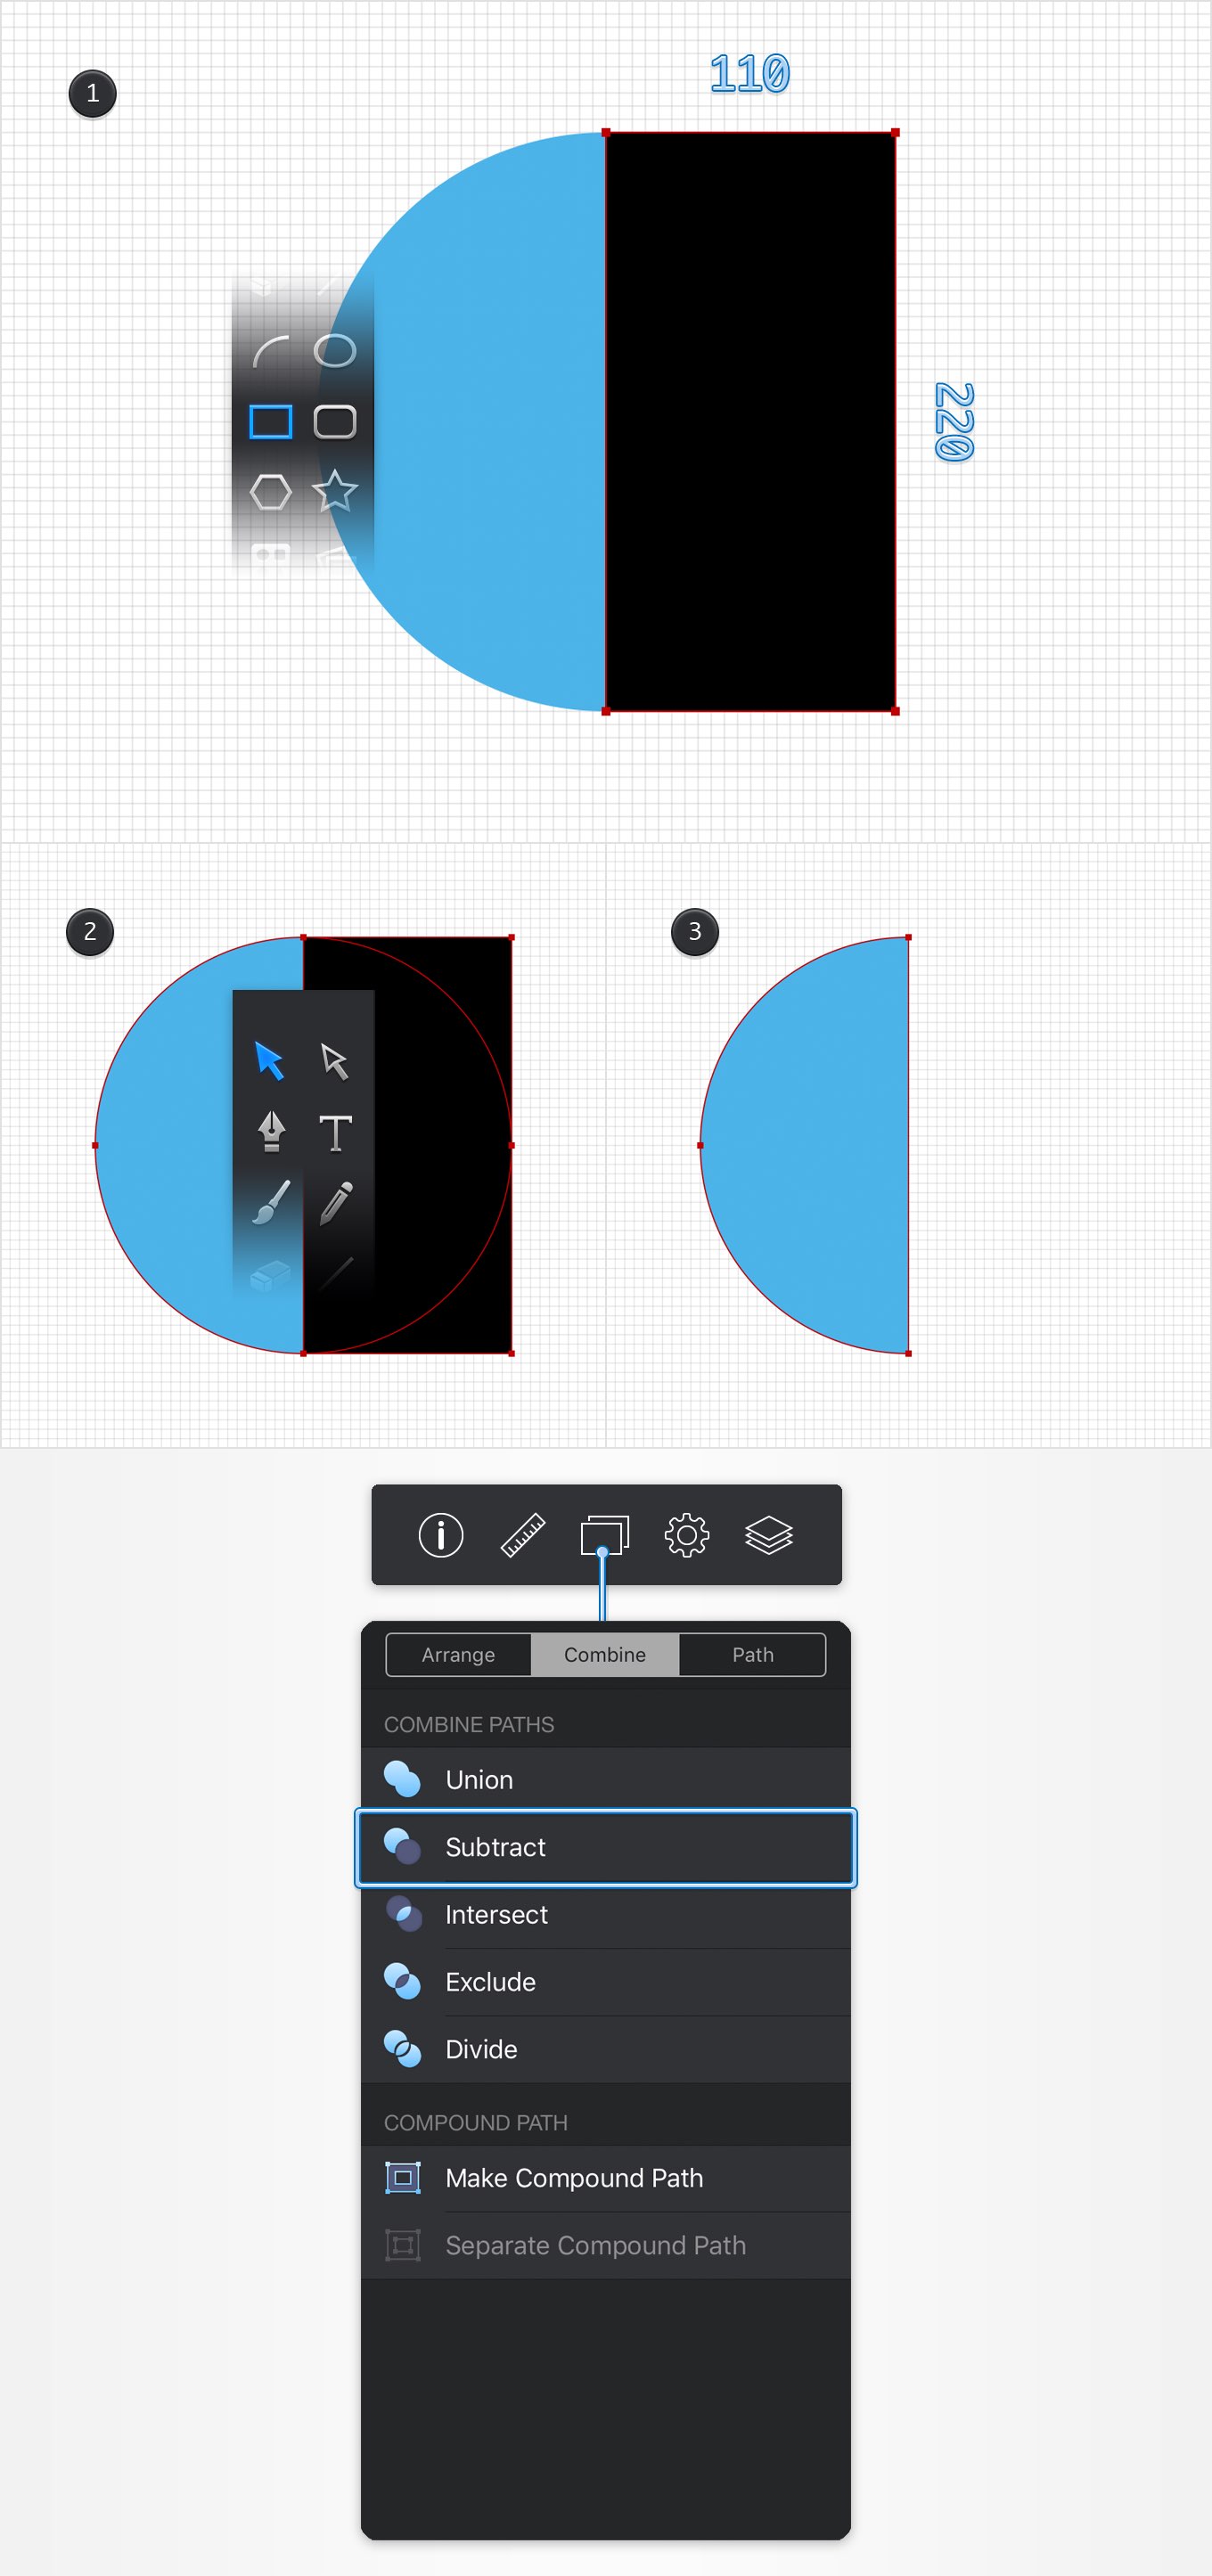 1
110
220
2
3
T
Arrange Combine Path
COMBINE PATHS
Union
Subtract
Intersect
Exclude
Divide
COMPOUND PATH
Make Compound Path
Separate Compound Path